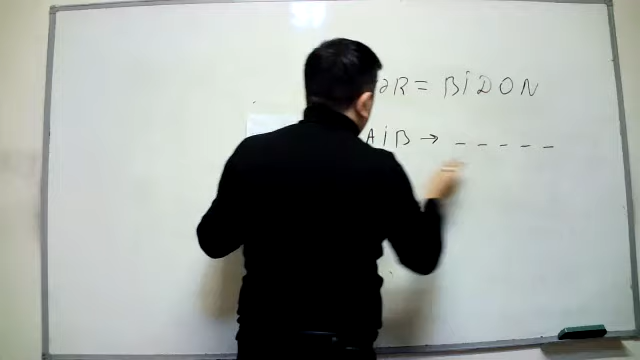 R = BİDON
AİB → _ _ _ _ _